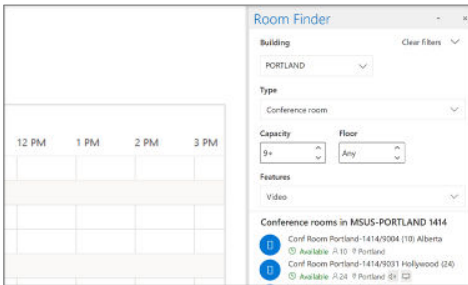 Room Finder
Building
Clear filters
PORTLAND
Type
Conference room
Capacity Floor
9+ Any
Features
Video
12 PM 1 PM 2 PM 3 PM
Conference rooms in MSUS-PORTLAND 1414
Conf Room Portland-1414/9004 (10) Alberta
Available 10 Portland
Conf Room Portland-1414/9031 Hollywood (24)
Available 24 Portland